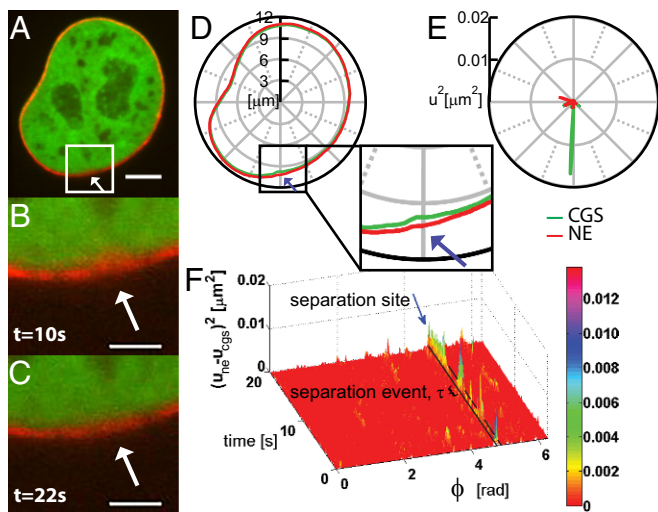 A
B
t=10s
C
t=22s
D
12
9
6
3
[μm]
E
0.02
0.01
0
u² [μm²]
CGS
NE
F
0.02
0.01
0
(u_ne-u_cgs)² [μm²]
separation site
separation event, τ
20
10
0
time [s]
0
2
4
6
ϕ [rad]
0.012
0.010
0.008
0.006
0.004
0.002
0